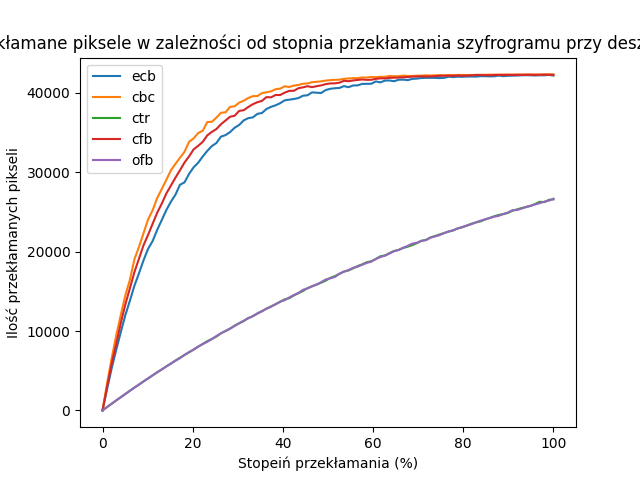 kłamane piksele w zależności od stopnia przekłamania szyfrogramu przy desz
ecb
cbc
ctr
cfb
ofb
Ilość przekłamanych pikseli
40000
30000
20000
10000
0
0 20 40 60 80 100
Stopeiń przekłamania (%)